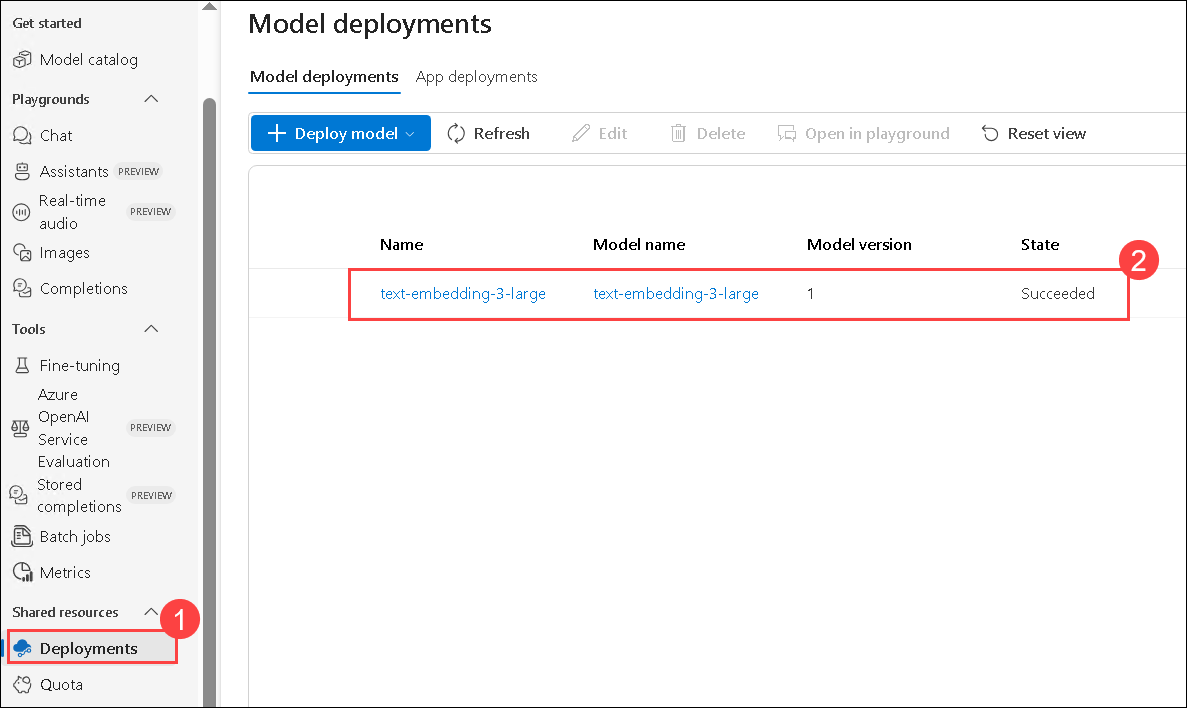 Get started
Model catalog
Playgrounds
Chat
Assistants PREVIEW
Real-time
audio PREVIEW
Images
Completions
Tools
Fine-tuning
Azure
OpenAI
Service PREVIEW
Evaluation
Stored
completions PREVIEW
Batch jobs
Metrics
Shared resources
1
Deployments
Quota
Model deployments
Model deployments App deployments
Deploy model Refresh Edit Delete Open in playground Reset view
Name Model name Model version State
2
text-embedding-3-large text-embedding-3-large 1 Succeeded